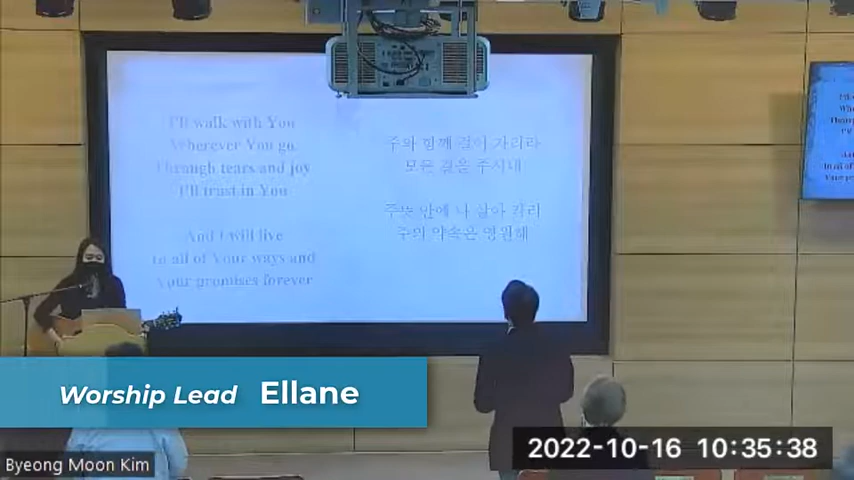 I'll walk with You
Wherever You go
Through tears and joy
I'll trust in You
And I will live
to all of Your ways and
Your promises forever
주와 함께 걸어 가리라
모든 길을 주시네
주뜻 안에 나 살아 가리
주의 약속은 영원해
Worship Lead Ellane
2022-10-16 10:35:38
Byeong Moon Kim